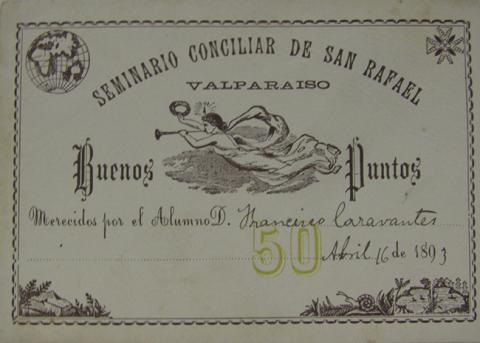 SEMINARIO CONCILIAR DE SAN RAFAEL
VALPARAISO
Buenos Puntos
Merecidos por el Alumno D. Francisco Caravantes
50
Abril 16 de 1893